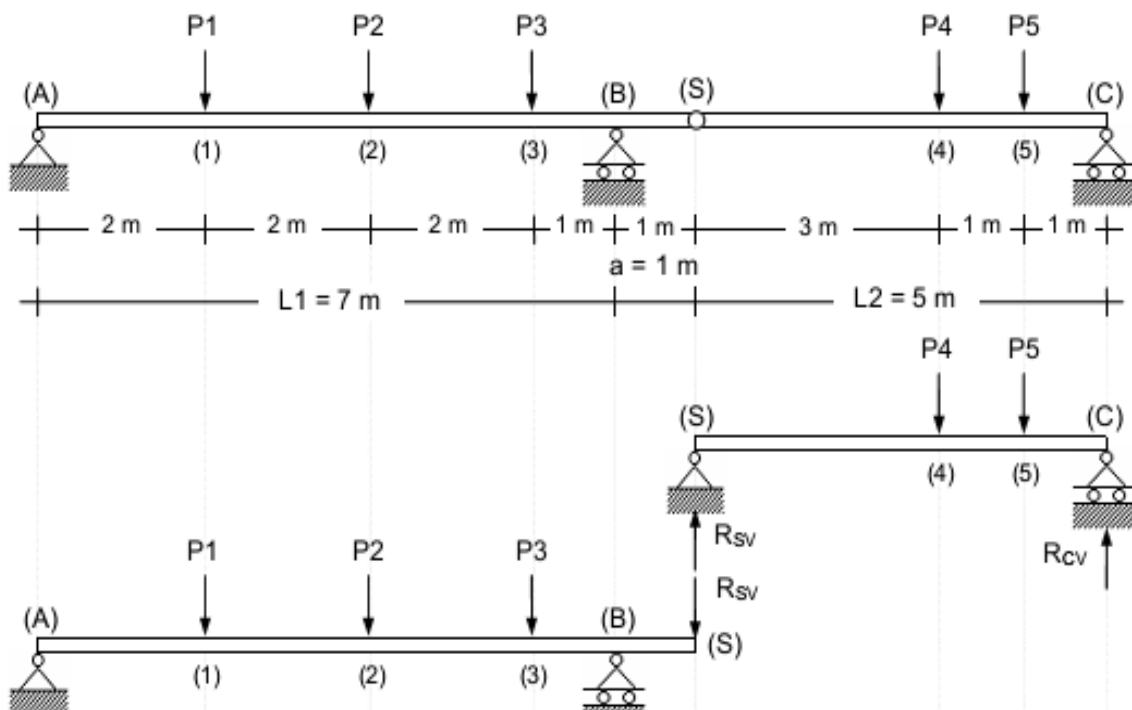 P1 P2 P3 P4 P5
(A) (B) (S) (C)
(1) (2) (3) (4) (5)
2 m 2 m 2 m 1 m 1 m 3 m 1 m 1 m
a = 1 m
L1 = 7 m L2 = 5 m
P4 P5
(S) (C)
(4) (5)
RSV
RCV
P1 P2 P3
RSV
(A) (B)
(S)
(1) (2) (3)